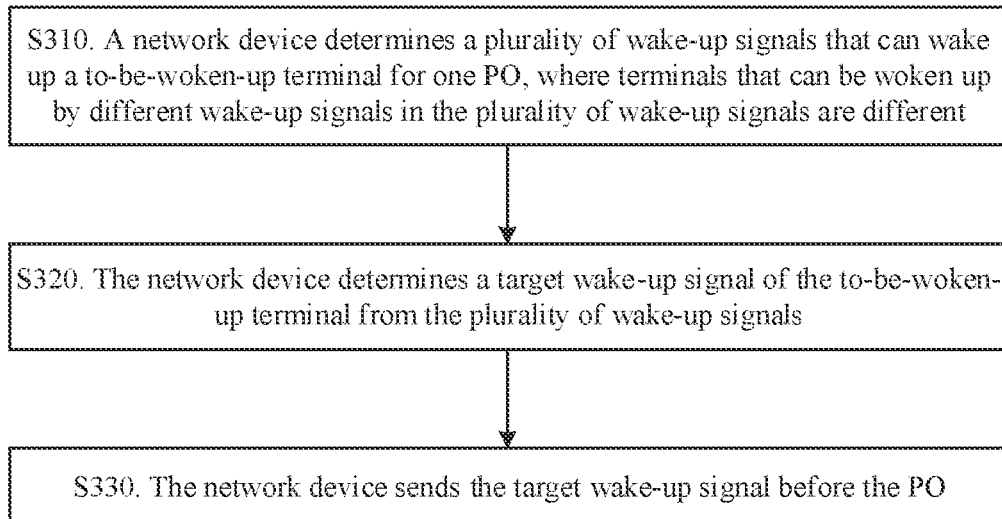 S310. A network device determines a plurality of wake-up signals that can wake
up a to-be-woken-up terminal for one PO, where terminals that can be woken up
by different wake-up signals in the plurality of wake-up signals are different
S320. The network device determines a target wake-up signal of the to-be-woken-
up terminal from the plurality of wake-up signals
S330. The network device sends the target wake-up signal before the PO